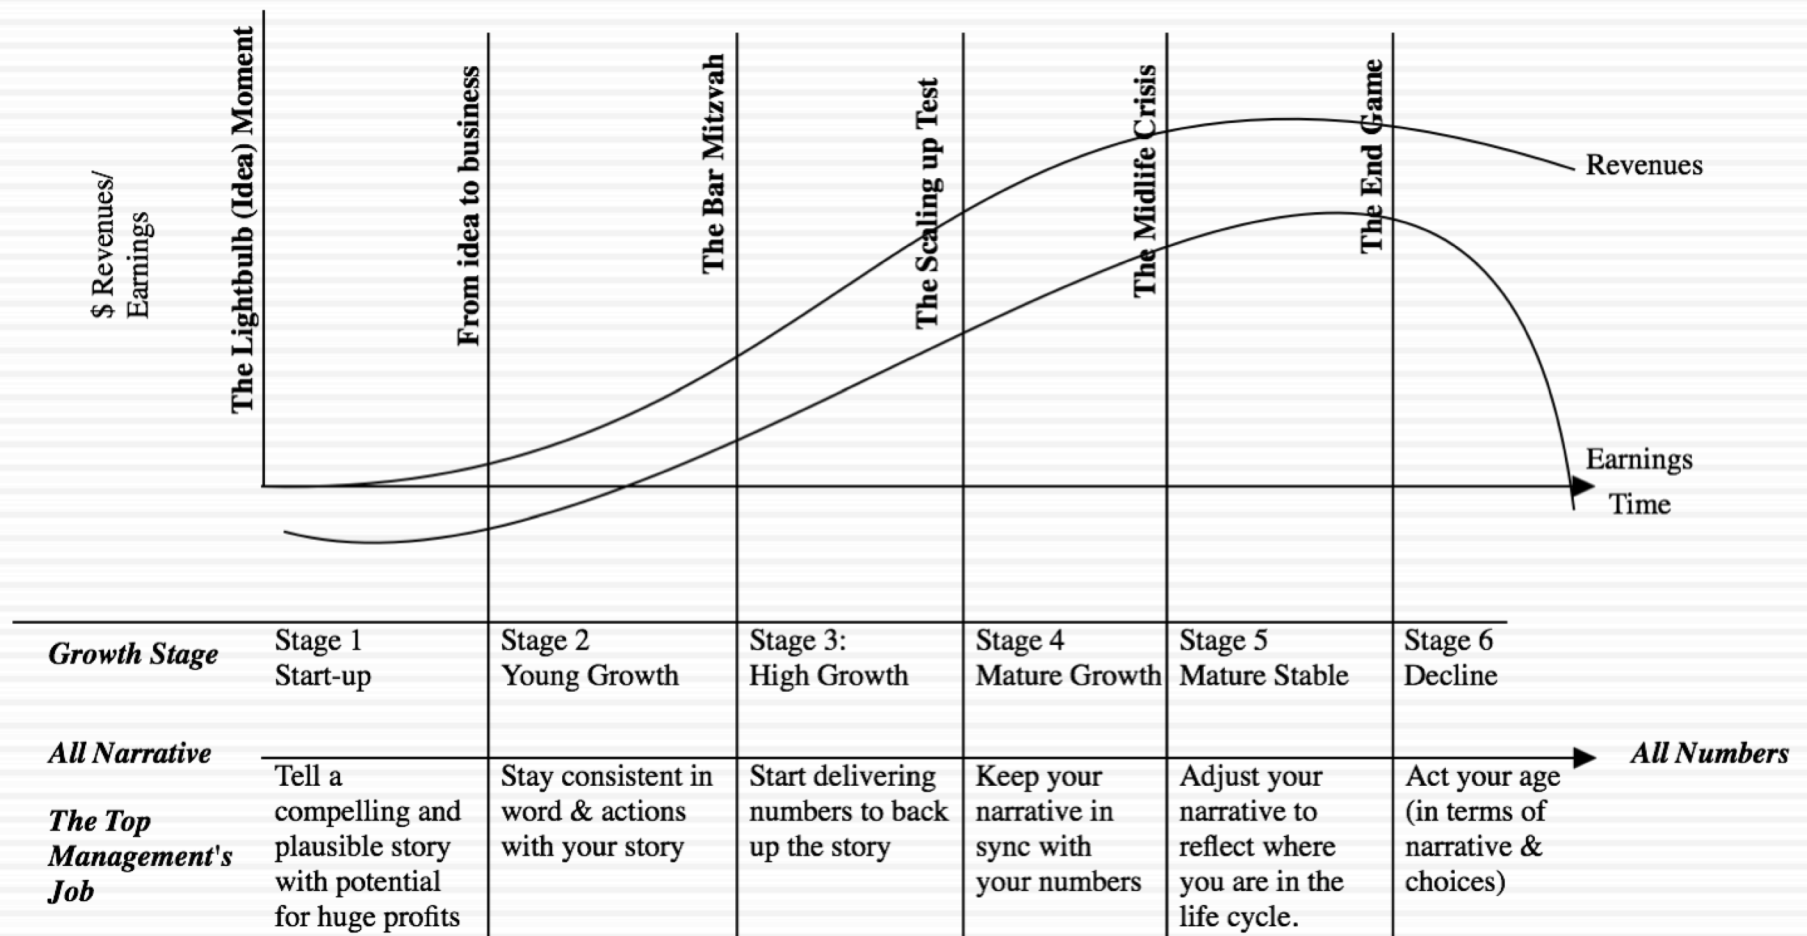 $ Revenues/
Earnings
The Lightbulb (Idea) Moment
From idea to business
The Bar Mitzvah
The Scaling up Test
The Midlife Crisis
The End Game
Revenues
Earnings
Time
Growth Stage
Stage 1
Start-up
Stage 2
Young Growth
Stage 3:
High Growth
Stage 4
Mature Growth
Stage 5
Mature Stable
Stage 6
Decline
All Narrative
All Numbers
The Top
Management's
Job
Tell a
compelling and
plausible story
with potential
for huge profits
Stay consistent in
word & actions
with your story
Start delivering
numbers to back
up the story
Keep your
narrative in
sync with
your numbers
Adjust your
narrative to
reflect where
you are in the
life cycle.
Act your age
(in terms of
narrative &
choices)